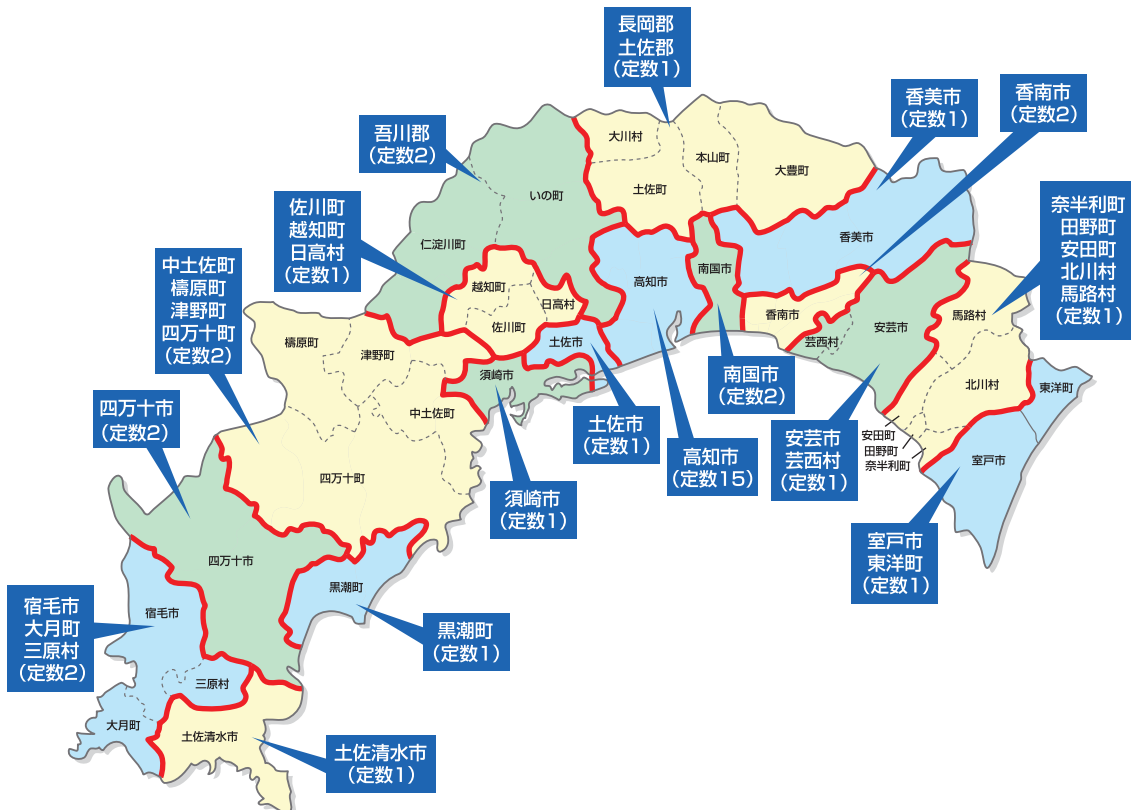 長岡郡
土佐郡
（定数1）
香美市
（定数1）
香南市
（定数2）
吾川郡
（定数2）
佐川町
越知町
日高村
（定数1）
奈半利町
田野町
安田町
北川村
馬路村
（定数1）
中土佐町
檮原町
津野町
四万十町
（定数2）
四万十市
（定数2）
南国市
（定数2）
土佐市
（定数1）
高知市
（定数15）
安芸市
芸西村
（定数1）
須崎市
（定数1）
室戸市
東洋町
（定数1）
宿毛市
大月町
三原村
（定数2）
黒潮町
（定数1）
土佐清水市
（定数1）
大川村
本山町
大豊町
土佐町
いの町
仁淀川町
香美市
南国市
高知市
越知町
日高村
佐川町
香南市
馬路村
安芸市
芸西村
土佐市
檮原町
津野町
須崎市
北川村
東洋町
中土佐町
安田町
田野町
奈半利町
室戸市
四万十町
四万十市
黒潮町
宿毛市
三原村
大月町
土佐清水市